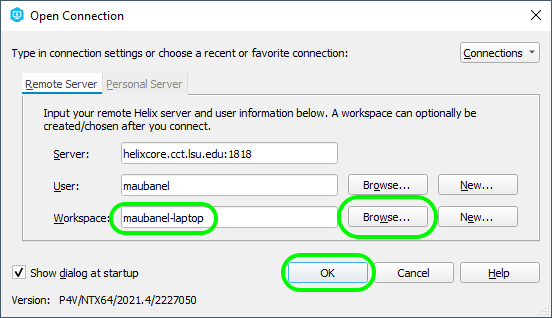 Open Connection
Type in connection settings or choose a recent or favorite connection:
Connections
Remote Server
Personal Server
Input your remote Helix server and user information below. A workspace can optionally be
created/chosen after you connect.
Server:
helixcore.cct.lsu.edu:1818
User:
maubanel
Browse...
New...
Workspace:
maubanel-laptop
Browse...
New...
Show dialog at startup
OK
Cancel
Help
Version: P4V/NTX64/2021.4/2227050